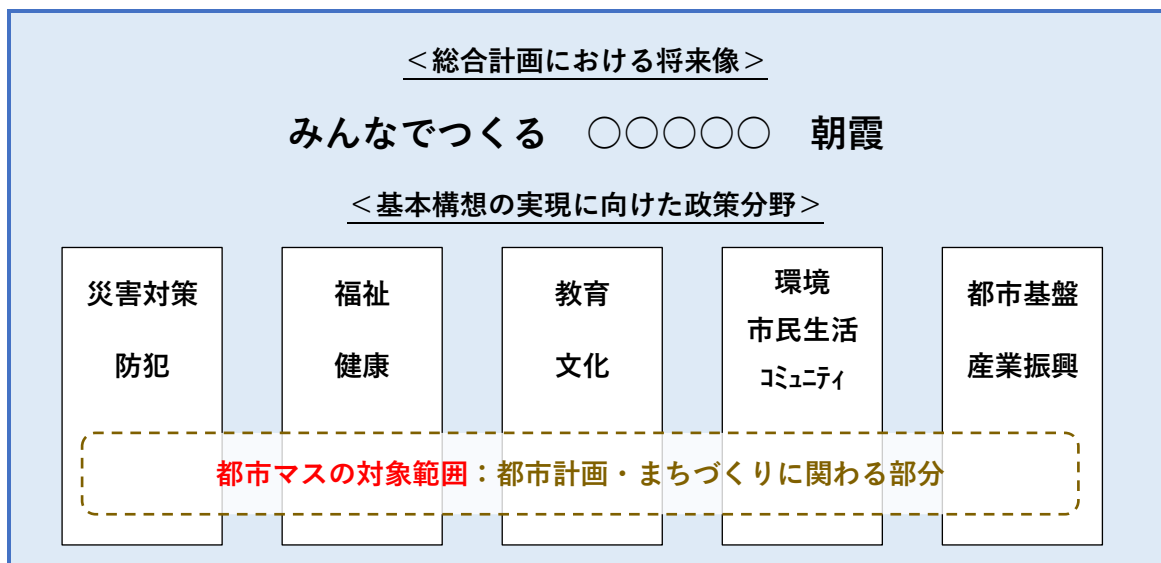 ＜総合計画における将来像＞
みんなでつくる　○○○○○　朝霞
＜基本構想の実現に向けた政策分野＞
災害対策
防犯
福祉
健康
教育
文化
環境
市民生活
ｺﾐｭﾆﾃｨ
都市基盤
産業振興
都市マスの対象範囲：都市計画・まちづくりに関わる部分